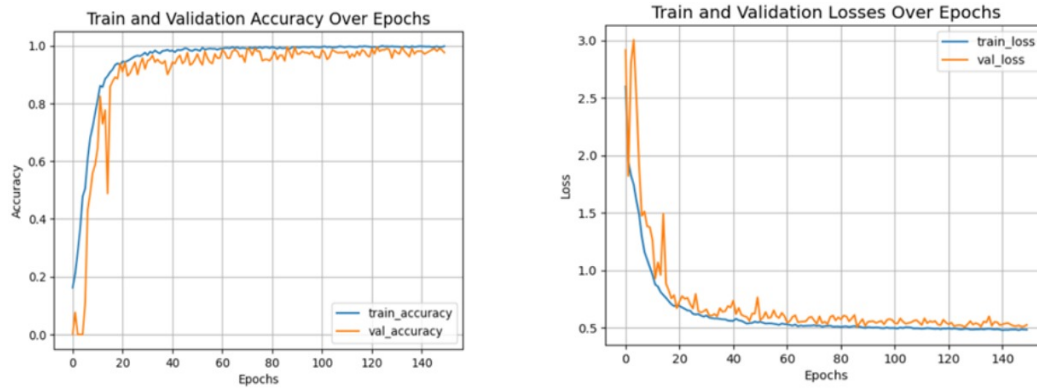 Train and Validation Accuracy Over Epochs
1.0
0.8
0.6
0.4
0.2
0.0
Accuracy
train_accuracy
val_accuracy
0 20 40 60 80 100 120 140
Epochs
Train and Validation Losses Over Epochs
train_loss
val_loss
3.0
2.5
2.0
1.5
1.0
0.5
Loss
0 20 40 60 80 100 120 140
Epochs